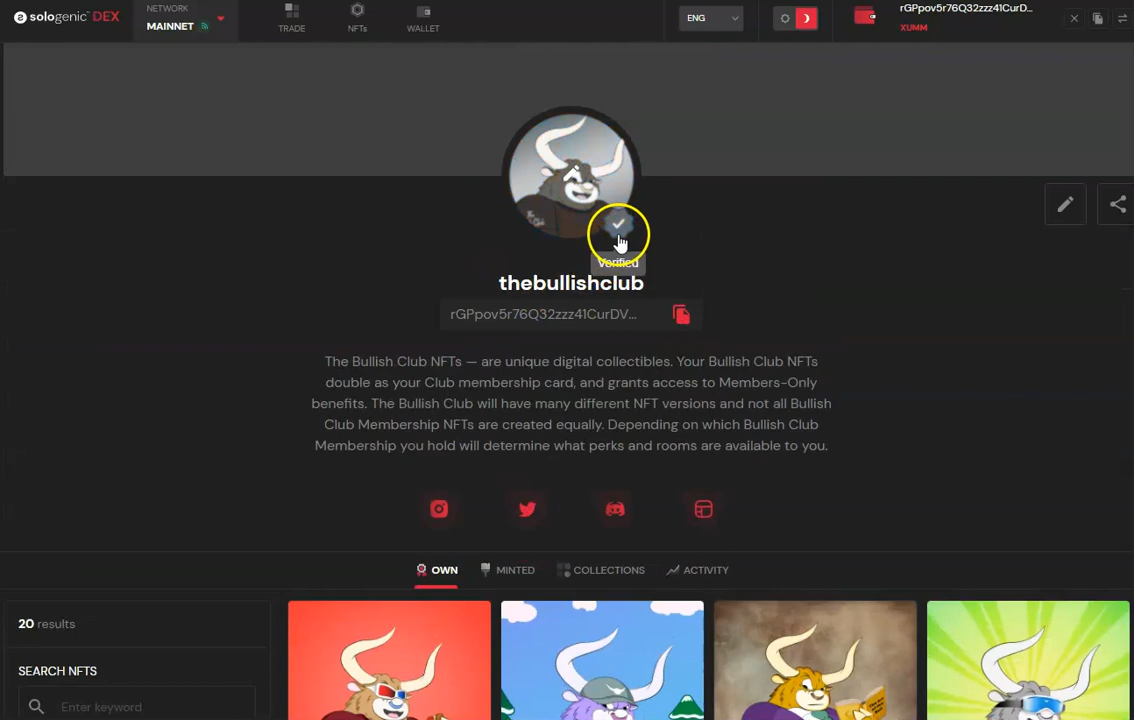 sologenic DEX
NETWORK
MAINNET
TRADE
NFTs
WALLET
ENG
rGPpov5r76Q32zzz41CurD...
XUMM
Verified
thebullishclub
rGPpov5r76Q32zzz41CurDV...
The Bullish Club NFTs — are unique digital collectibles. Your Bullish Club NFTs
double as your Club membership card, and grants access to Members-Only
benefits. The Bullish Club will have many different NFT versions and not all Bullish
Club Membership NFTs are created equally. Depending on which Bullish Club
Membership you hold will determine what perks and rooms are available to you.
OWN
MINTED
COLLECTIONS
ACTIVITY
20 results
SEARCH NFTS
Enter keyword